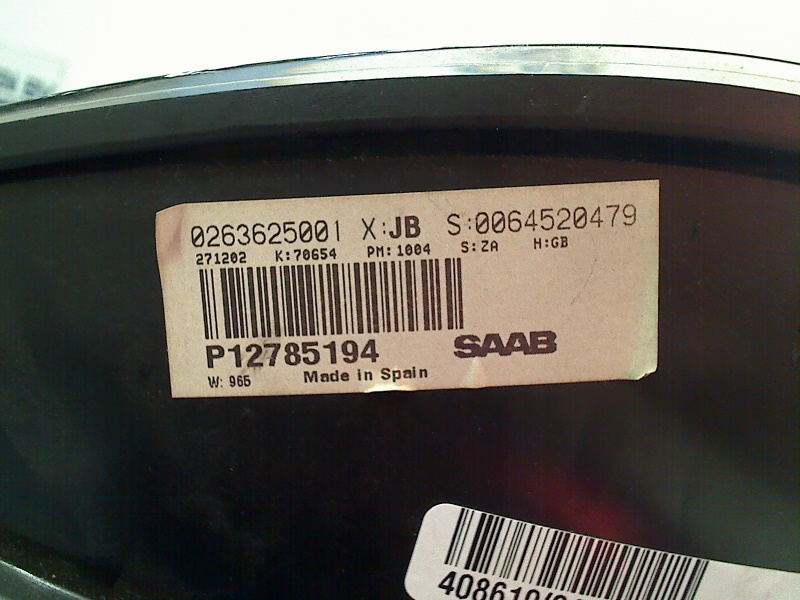 0263625001 X:JB S:0064520479
271202 K:70654 PM:1004 S:ZA H:GB
P12785194 SAAB
W: 965 Made in Spain